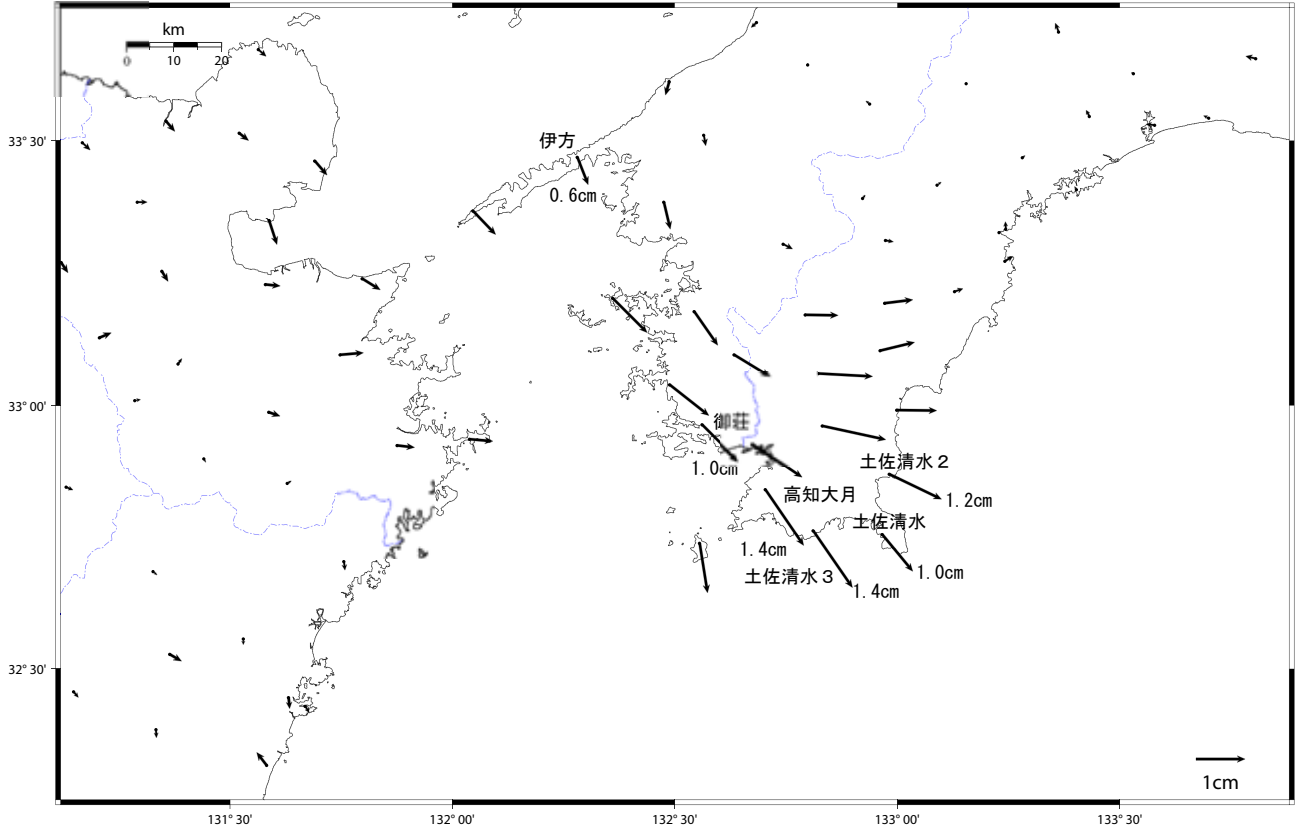 km
0
10
20
33° 30'
伊方
0.6cm
33° 00'
御荘
1.0cm
土佐清水２
高知大月
1.2cm
土佐清水
1.4cm
1.0cm
土佐清水３
1.4cm
32° 30'
1cm
131° 30'
132° 00'
132° 30'
133° 00'
133° 30'